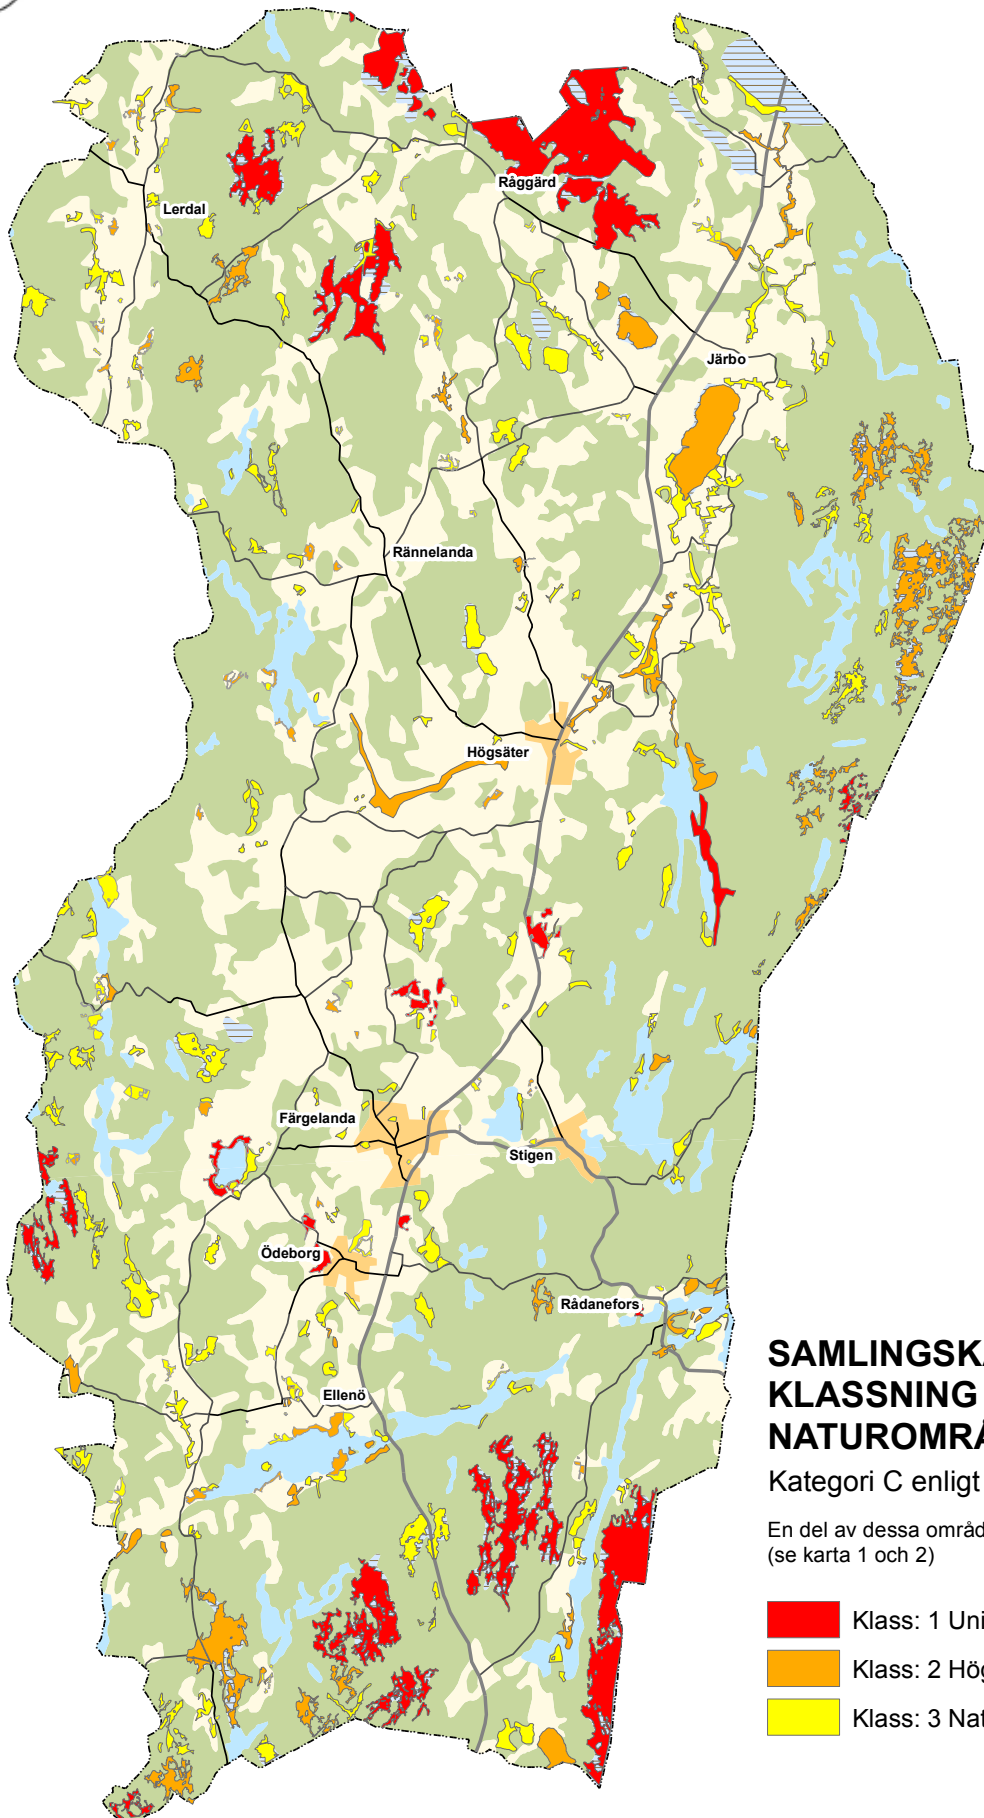 Råggärd
Lerdal
Järbo
Rännelanda
Högsäter
Färgelanda
Stigen
Ödeborg
Rådanefors
Ellenö
SAMLINGSKA
KLASSNING
NATUROMRÅ
Kategori C enligt
En del av dessa områd
(se karta 1 och 2)
Klass: 1 Uni
Klass: 2 Hög
Klass: 3 Nat